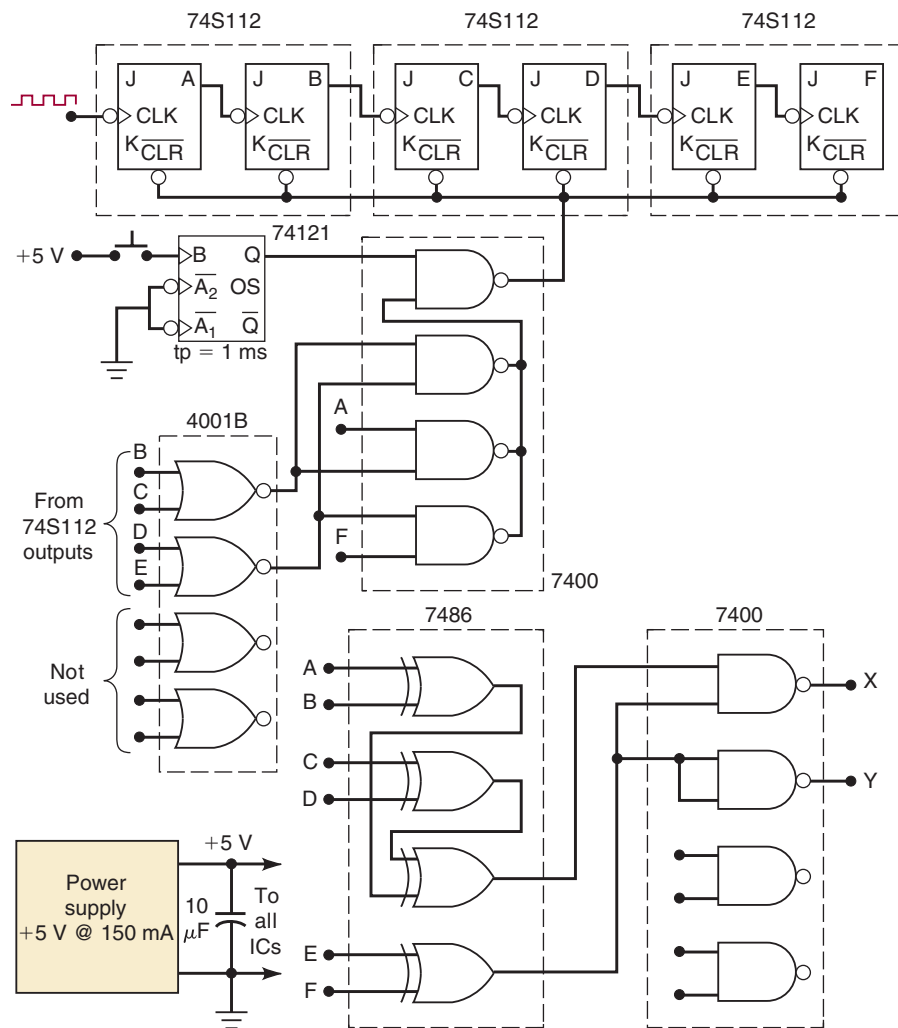 74S112
74S112
74S112
J A
CLK
K CLR
J B
CLK
K CLR
J C
CLK
K CLR
J D
CLK
K CLR
J E
CLK
K CLR
J F
CLK
K CLR
74121
+5 V
B Q
A2 OS
A1 Q
tp = 1 ms
A
F
7400
4001B
B
C
D
E
From
74S112
outputs
Not
used
7486
A
B
C
D
E
F
7400
X
Y
Power
supply
+5 V @ 150 mA
+5 V
10
μF
To
all
ICs